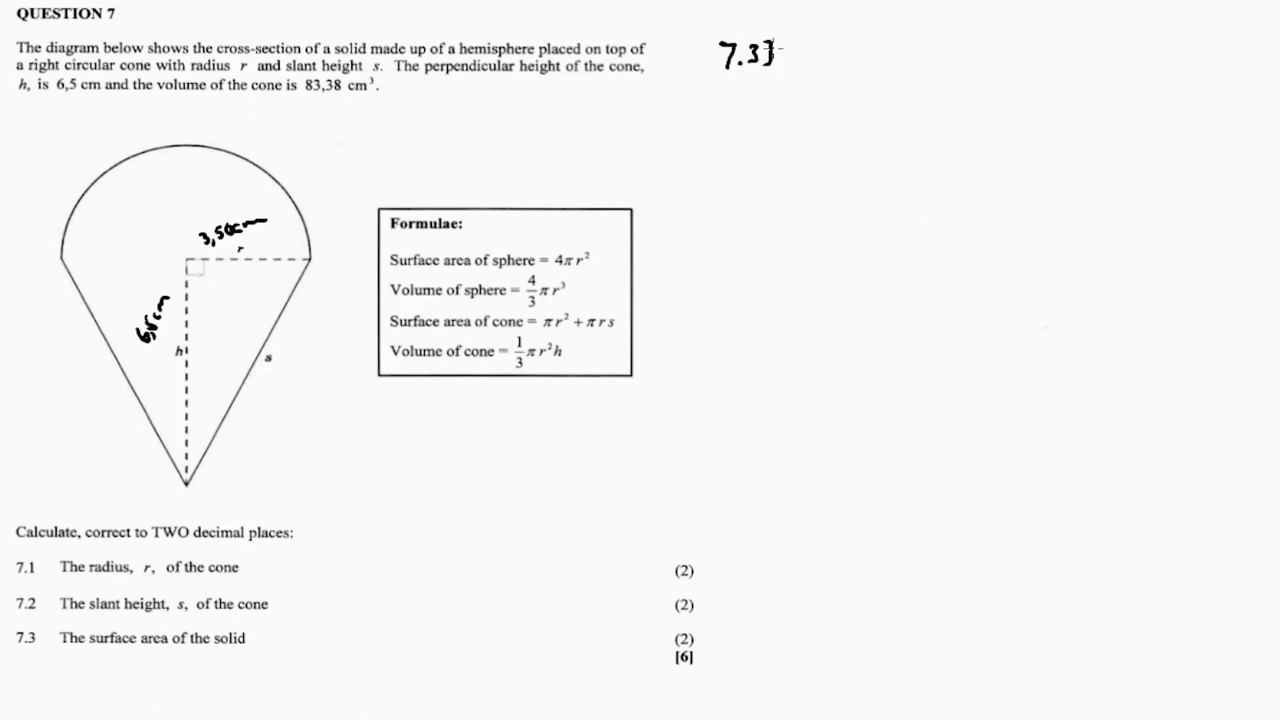 QUESTION 7
7.3}
The diagram below shows the cross-section of a solid made up of a hemisphere placed on top of
a right circular cone with radius r and slant height s. The perpendicular height of the cone,
h, is 6,5 cm and the volume of the cone is 83,38 cm³.
3,50cm
r
6,5cm
h
s
Formulae:
Surface area of sphere = 4πr²
Volume of sphere = 4/3 πr³
Surface area of cone = πr² + πrs
Volume of cone = 1/3 πr²h
Calculate, correct to TWO decimal places:
7.1 The radius, r, of the cone (2)
7.2 The slant height, s, of the cone (2)
7.3 The surface area of the solid (2)
[6]